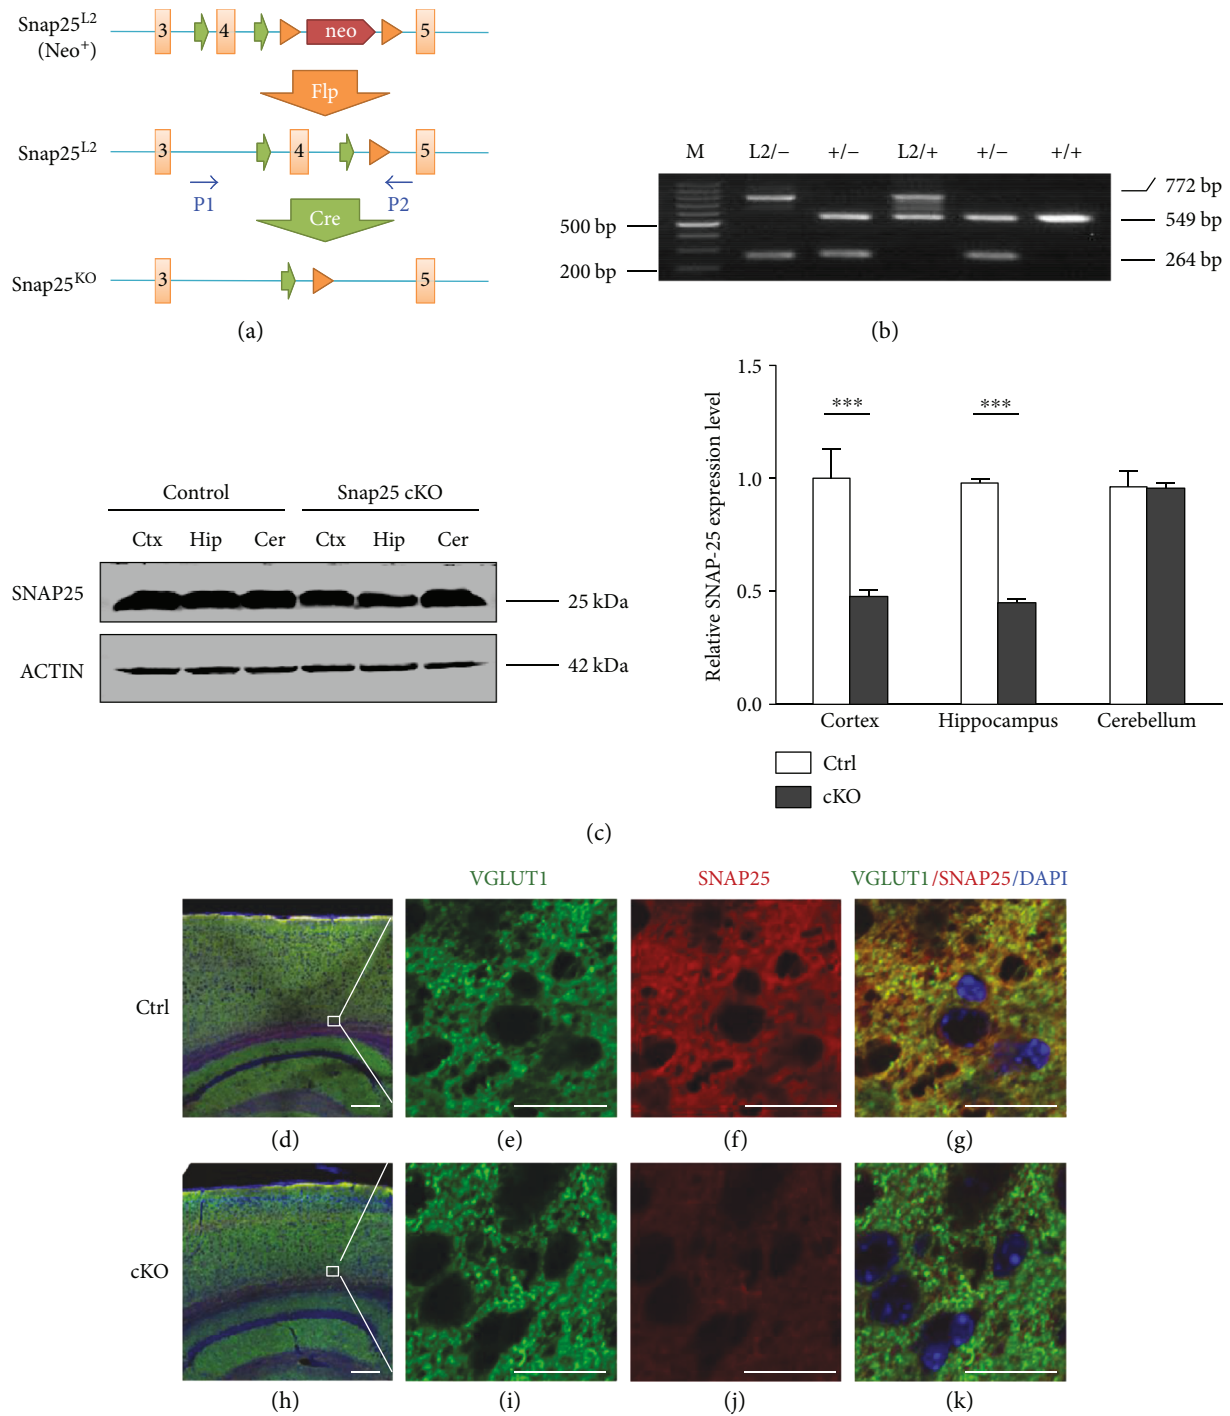 Snap25^L2
(Neo^+)
3 4 neo 5
Flp
Snap25^L2
3 4 5
P1 P2
Cre
Snap25^KO
3 5
(a)
M L2/− +/− L2/+ +/− +/+
500 bp
200 bp
772 bp
549 bp
264 bp
(b)
Control Snap25 cKO
Ctx Hip Cer Ctx Hip Cer
SNAP25
25 kDa
ACTIN
42 kDa
Relative SNAP-25 expression level
1.5
1.0
0.5
0.0
*** ***
Cortex Hippocampus Cerebellum
Ctrl
cKO
(c)
VGLUT1 SNAP25 VGLUT1/SNAP25/DAPI
Ctrl
(d) (e) (f) (g)
cKO
(h) (i) (j) (k)